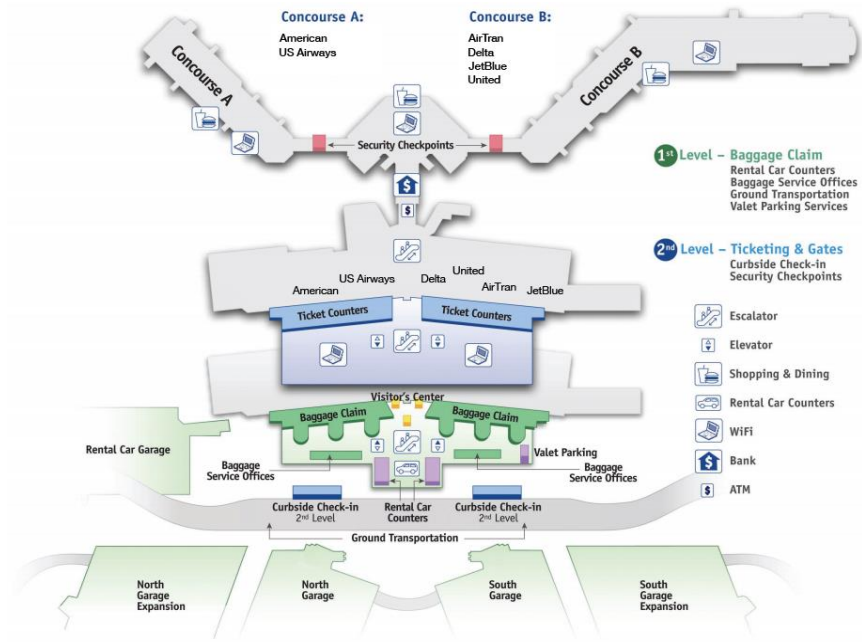 Concourse A:
American
US Airways
Concourse B:
AirTran
Delta
JetBlue
United
Concourse A
Concourse B
Security Checkpoints
$
$
1st Level – Baggage Claim
Rental Car Counters
Baggage Service Offices
Ground Transportation
Valet Parking Services
2nd Level – Ticketing & Gates
Curbside Check-in
Security Checkpoints
American
US Airways
Delta
United
AirTran
JetBlue
Ticket Counters
Ticket Counters
Escalator
Elevator
Shopping & Dining
Rental Car Counters
WiFi
$ Bank
$ ATM
Visitor's Center
Baggage Claim
Baggage Claim
Rental Car Garage
Baggage
Service Offices
Valet Parking
Baggage
Service Offices
Curbside Check-in
2nd Level
Rental Car
Counters
Curbside Check-in
2nd Level
Ground Transportation
North
Garage
Expansion
North
Garage
South
Garage
South
Garage
Expansion